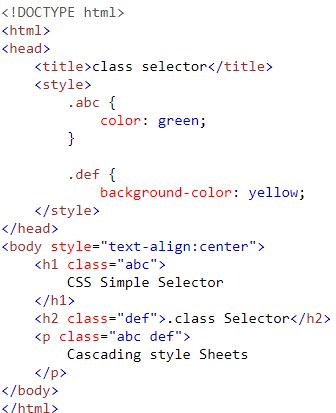 <!DOCTYPE html>
<html>
<head>
    <title>class selector</title>
    <style>
        .abc {
            color: green;
        }

        .def {
            background-color: yellow;
    </style>
</head>
<body style="text-align:center">
    <h1 class="abc">
        CSS Simple Selector
    </h1>
    <h2 class="def">.class Selector</h2>
    <p class="abc def">
        Cascading style Sheets
    </p>
</body>
</html>